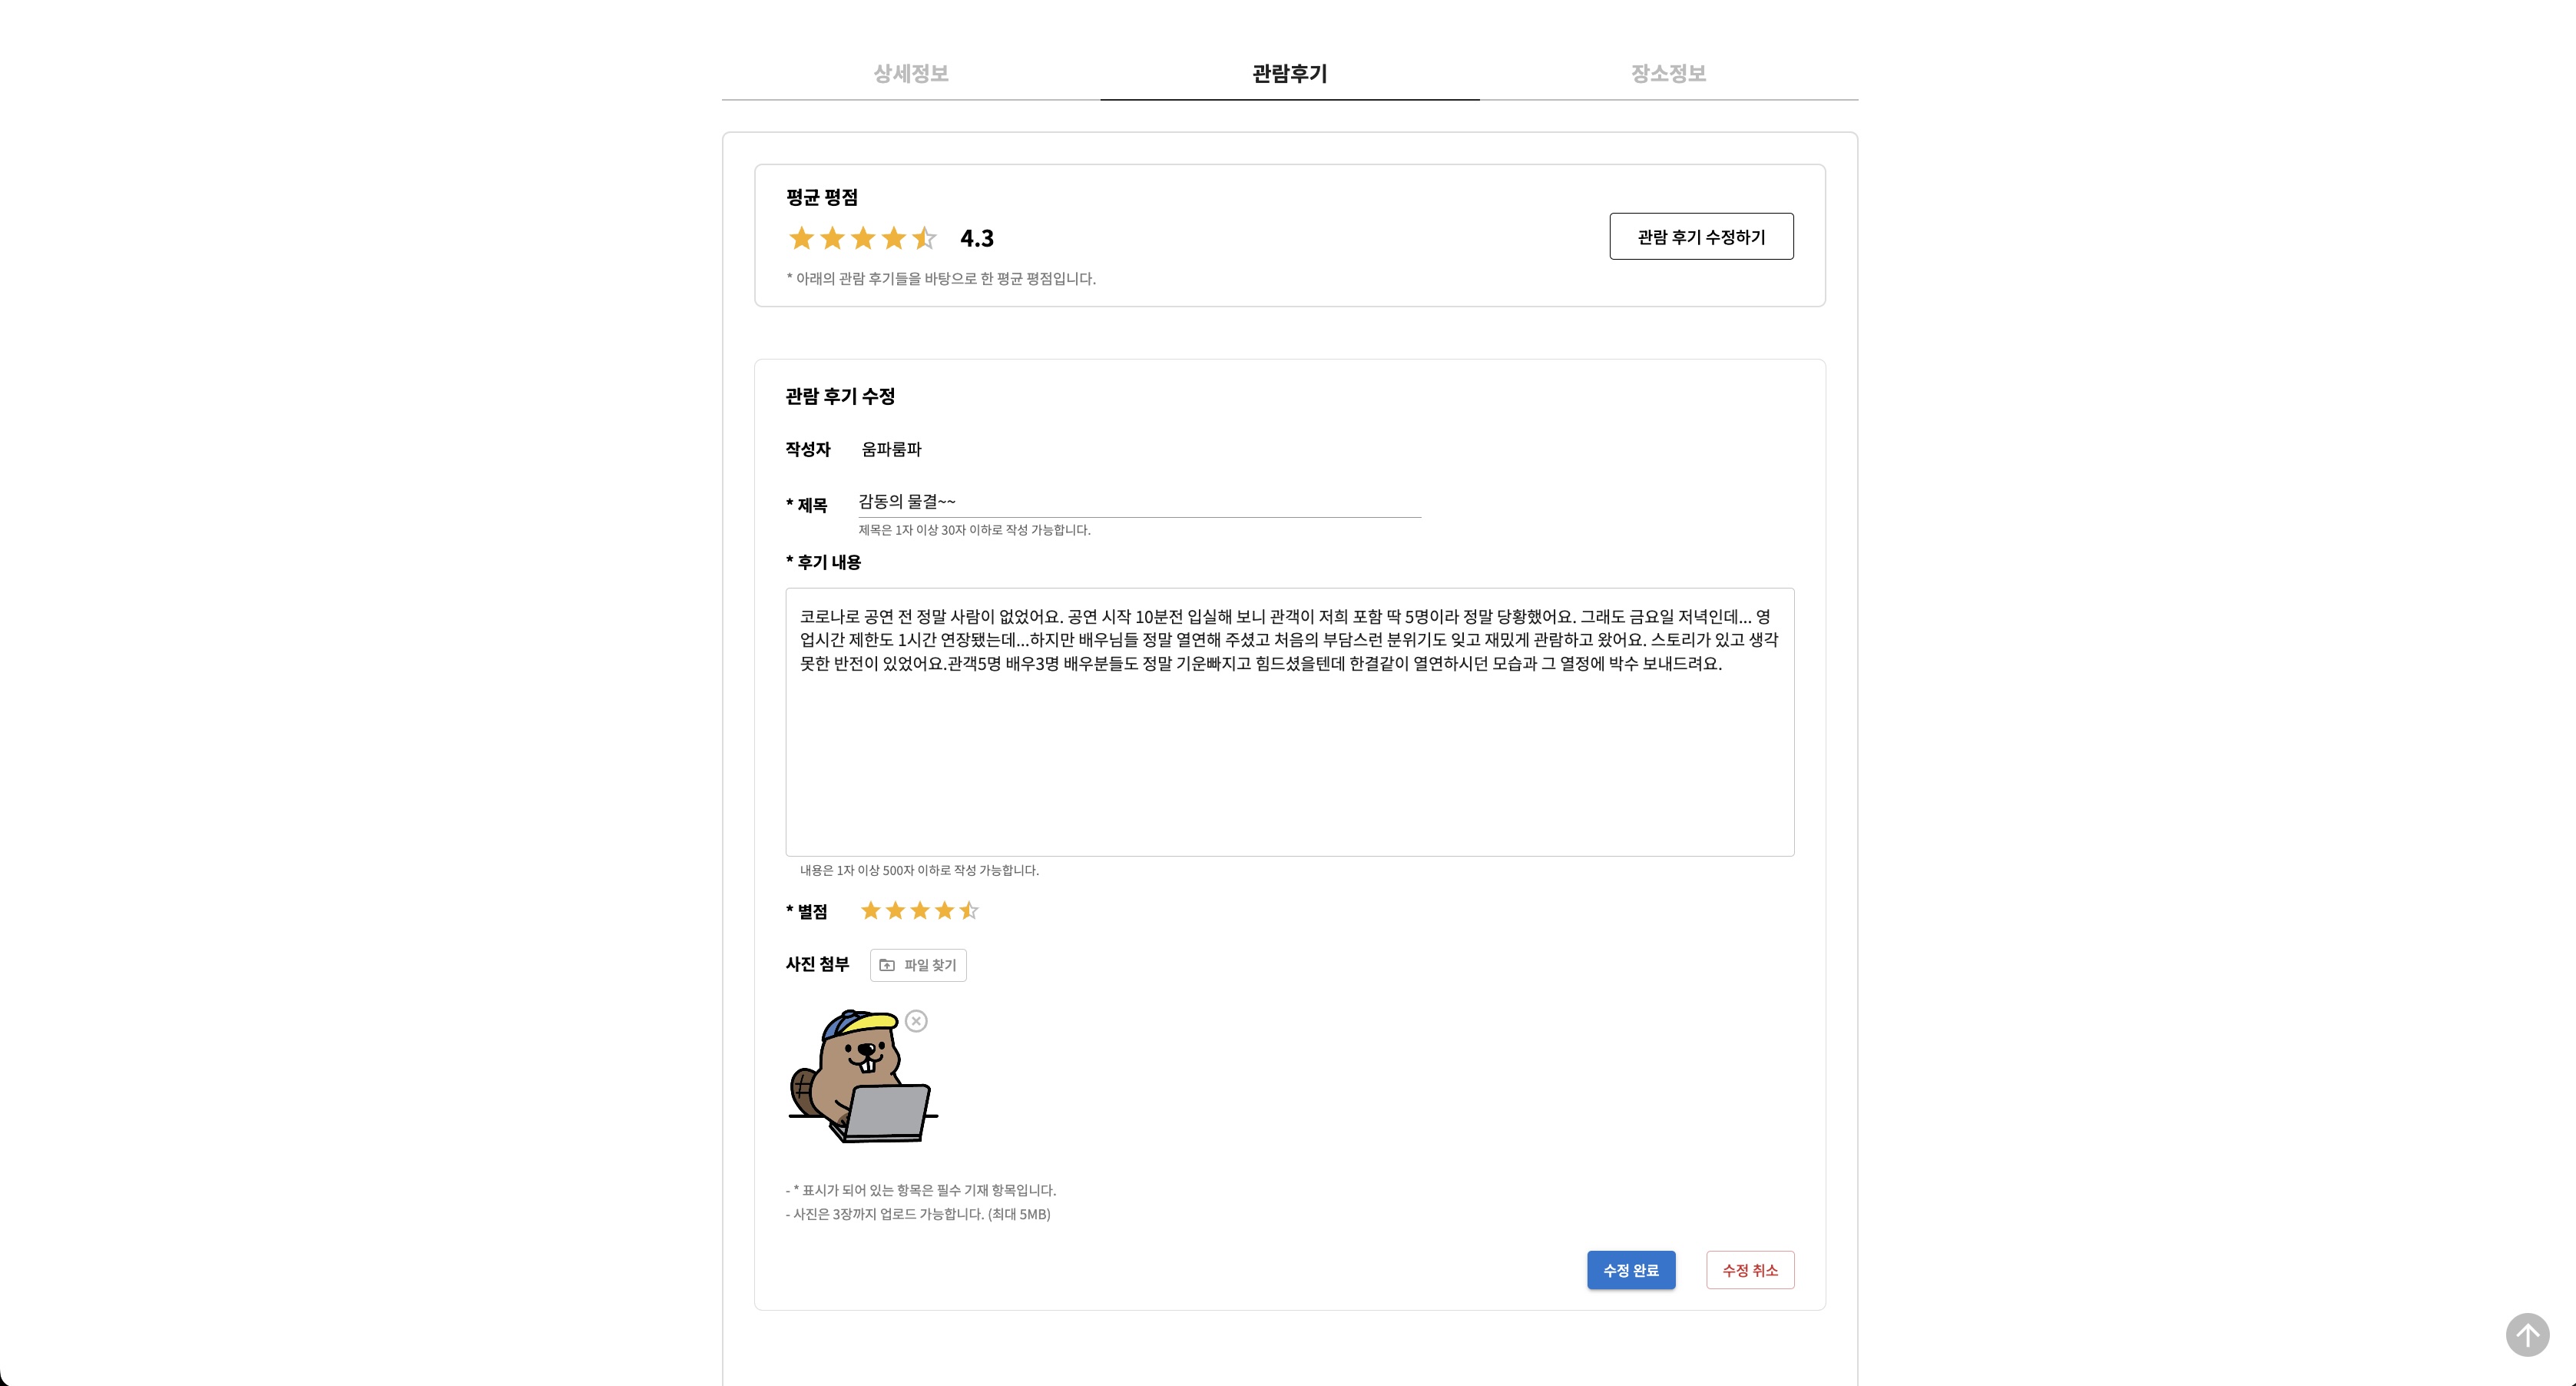 상세정보 관람후기 장소정보
평균 평점
4.3
관람 후기 수정하기
* 아래의 관람 후기들을 바탕으로 한 평균 평점입니다.
관람 후기 수정
작성자 움파룸파
* 제목 감동의 물결~~
제목은 1자 이상 30자 이하로 작성 가능합니다.
* 후기 내용
코로나로 공연 전 정말 사람이 없었어요. 공연 시작 10분전 입실해 보니 관객이 저희 포함 딱 5명이라 정말 당황했어요. 그래도 금요일 저녁인데... 영
업시간 제한도 1시간 연장됐는데...하지만 배우님들 정말 열연해 주셨고 처음의 부담스런 분위기도 잊고 재밌게 관람하고 왔어요. 스토리가 있고 생각
못한 반전이 있었어요.관객5명 배우3명 배우분들도 정말 기운빠지고 힘드셨을텐데 한결같이 열연하시던 모습과 그 열정에 박수 보내드려요.
내용은 1자 이상 500자 이하로 작성 가능합니다.
* 별점
사진 첨부 파일 찾기
- * 표시가 되어 있는 항목은 필수 기재 항목입니다.
- 사진은 3장까지 업로드 가능합니다. (최대 5MB)
수정 완료 수정 취소